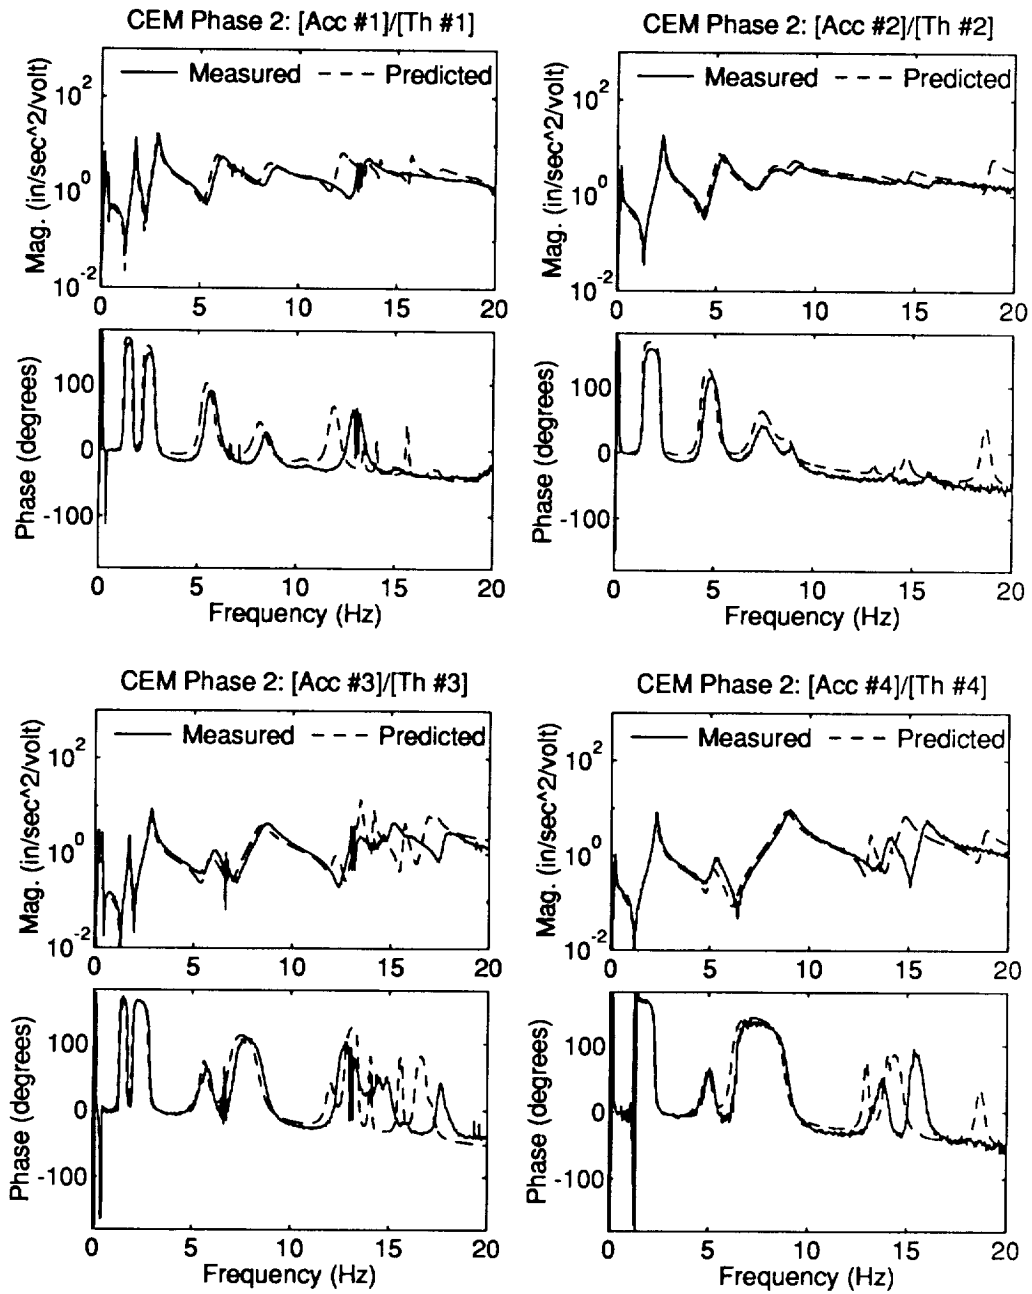 CEM Phase 2: [Acc #1]/[Th #1]
Measured Predicted
Mag. (in/sec^2/volt)
10^2
10^0
10^-2
0 5 10 15 20
Phase (degrees)
100
0
-100
0 5 10 15 20
Frequency (Hz)
CEM Phase 2: [Acc #2]/[Th #2]
Measured Predicted
Mag. (in/sec^2/volt)
10^2
10^0
10^-2
0 5 10 15 20
Phase (degrees)
100
0
-100
0 5 10 15 20
Frequency (Hz)
CEM Phase 2: [Acc #3]/[Th #3]
Measured Predicted
Mag. (in/sec^2/volt)
10^2
10^0
10^-2
0 5 10 15 20
Phase (degrees)
100
0
-100
0 5 10 15 20
Frequency (Hz)
CEM Phase 2: [Acc #4]/[Th #4]
Measured Predicted
Mag. (in/sec^2/volt)
10^2
10^0
10^-2
0 5 10 15 20
Phase (degrees)
100
0
-100
0 5 10 15 20
Frequency (Hz)